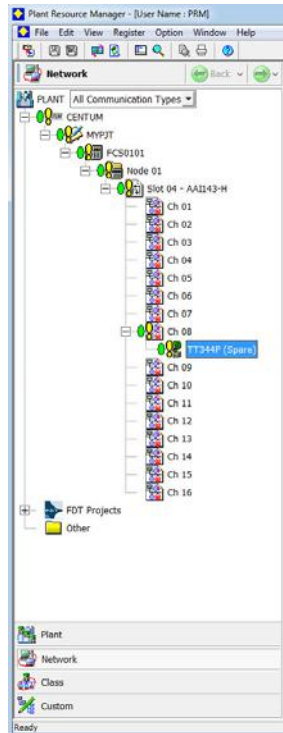 Plant Resource Manager - [User Name : PRM]
File Edit View Register Option Window Help
Network Back
PLANT All Communication Types
CENTUM
MYPJT
FCS0101
Node 01
Slot 04 - AAI143-H
Ch 01
Ch 02
Ch 03
Ch 04
Ch 05
Ch 06
Ch 07
Ch 08
TT344P (Spare)
Ch 09
Ch 10
Ch 11
Ch 12
Ch 13
Ch 14
Ch 15
Ch 16
FDT Projects
Other
Plant
Network
Class
Custom
Ready